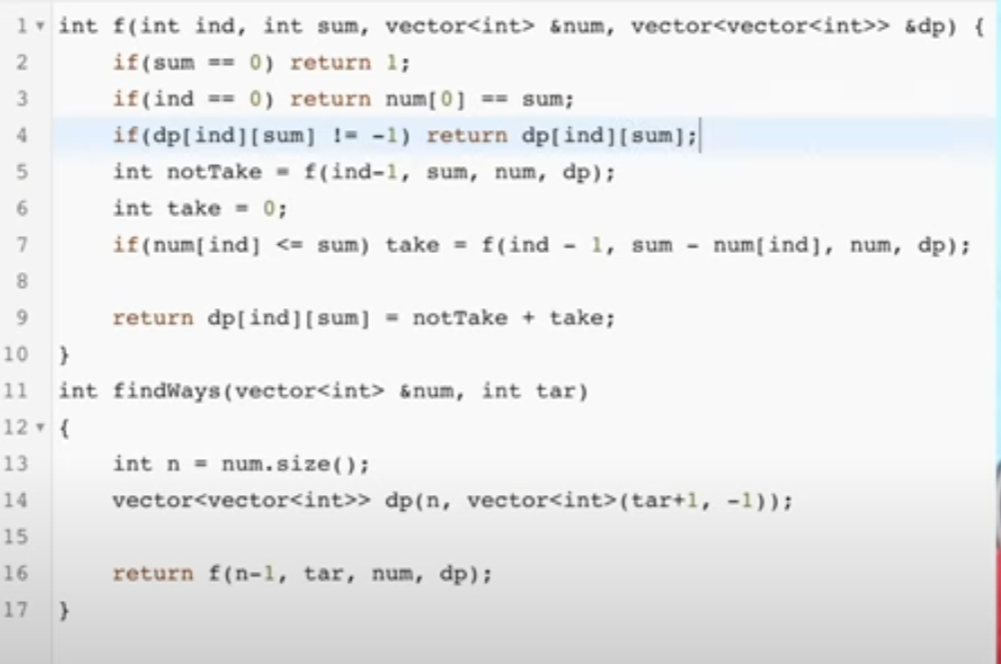 1 ▾ int f(int ind, int sum, vector<int> &num, vector<vector<int>> &dp) {
2     if(sum == 0) return 1;
3     if(ind == 0) return num[0] == sum;
4     if(dp[ind][sum] != -1) return dp[ind][sum];
5     int notTake = f(ind-1, sum, num, dp);
6     int take = 0;
7     if(num[ind] <= sum) take = f(ind - 1, sum - num[ind], num, dp);
8
9     return dp[ind][sum] = notTake + take;
10 }
11 int findWays(vector<int> &num, int tar)
12 ▾ {
13     int n = num.size();
14     vector<vector<int>> dp(n, vector<int>(tar+1, -1));
15
16     return f(n-1, tar, num, dp);
17 }